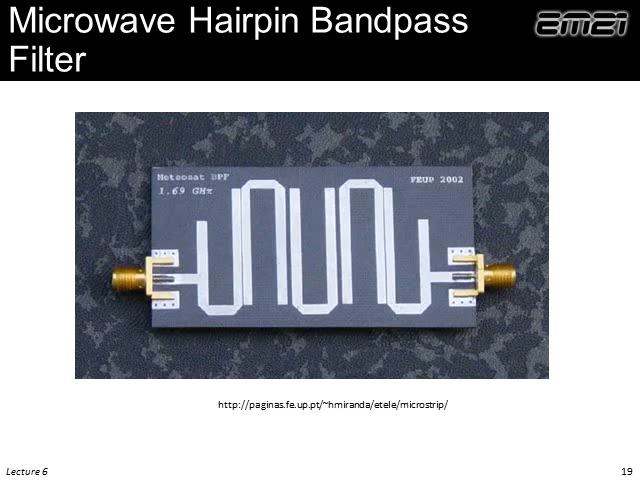 Microwave Hairpin Bandpass
Filter
EM21
Meteosat BPF
FEUP 2002
1.69 GHz
http://paginas.fe.up.pt/~hmiranda/etele/microstrip/
Lecture 6
19